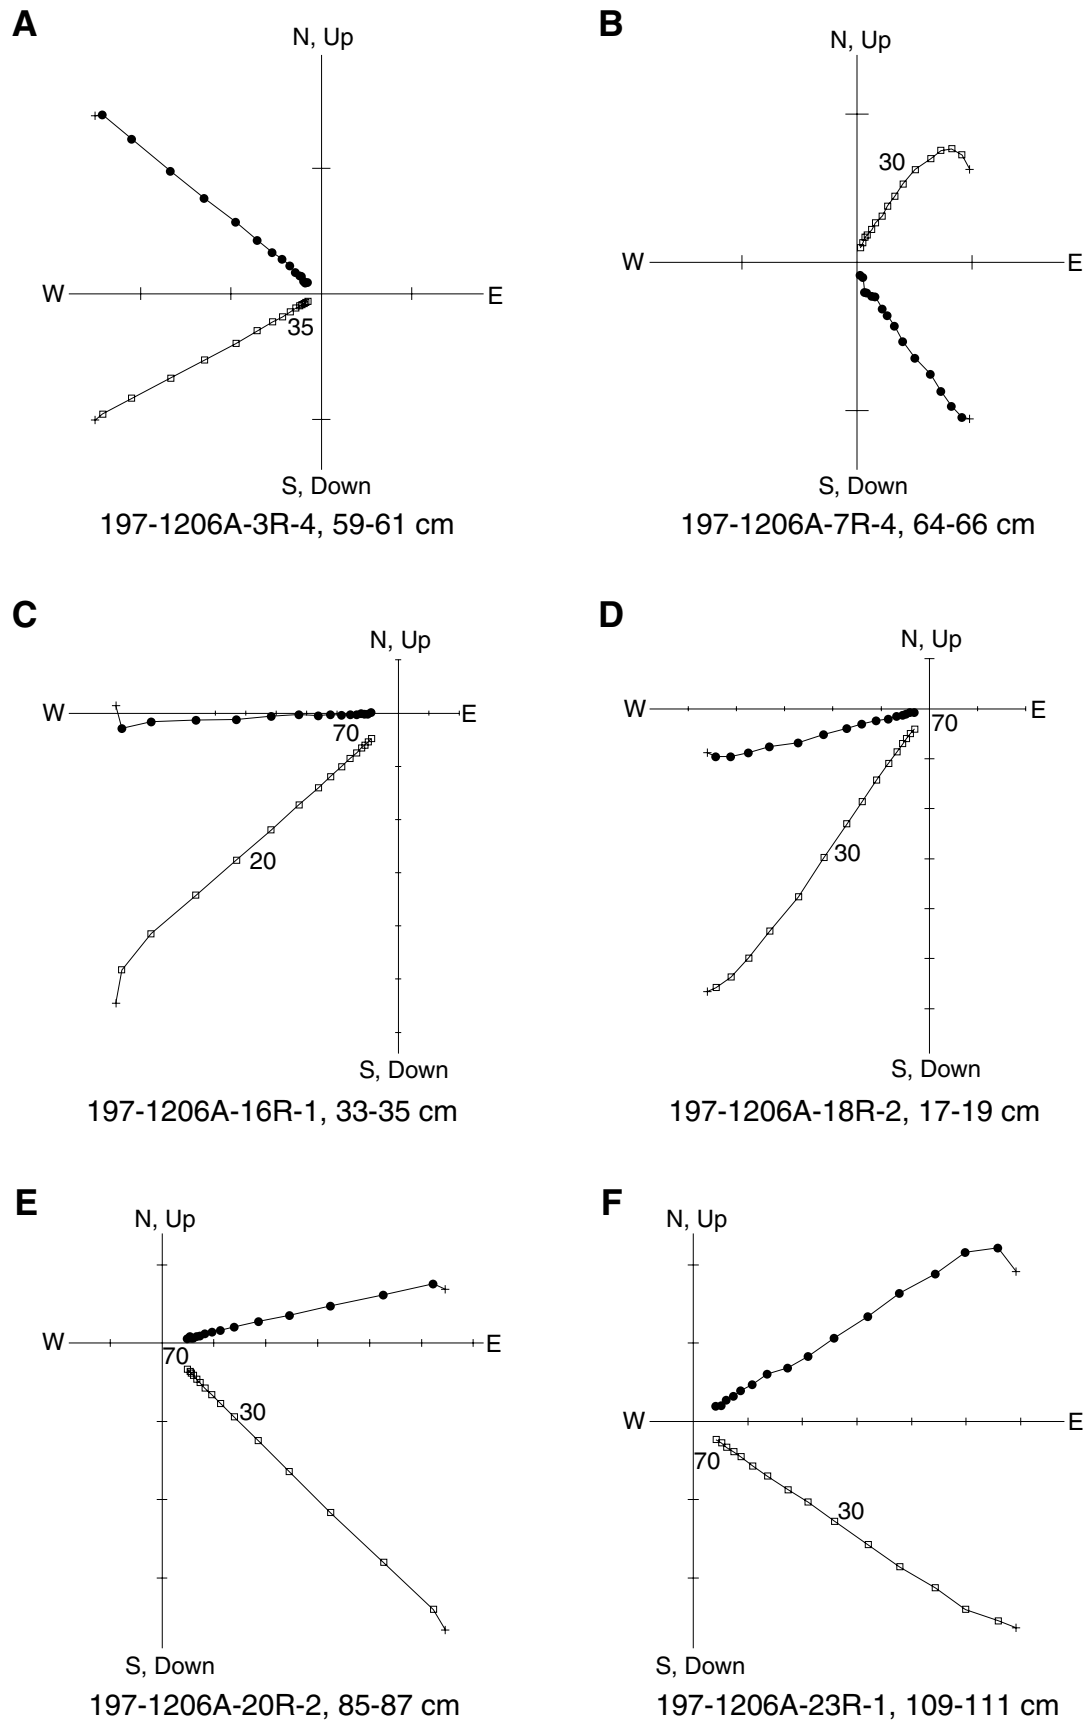 A
N, Up
W
E
35
S, Down
197-1206A-3R-4, 59-61 cm
B
N, Up
30
W
E
S, Down
197-1206A-7R-4, 64-66 cm
C
N, Up
W
E
70
20
S, Down
197-1206A-16R-1, 33-35 cm
D
N, Up
W
E
70
30
S, Down
197-1206A-18R-2, 17-19 cm
E
N, Up
W
E
70
30
S, Down
197-1206A-20R-2, 85-87 cm
F
N, Up
W
E
70
30
S, Down
197-1206A-23R-1, 109-111 cm